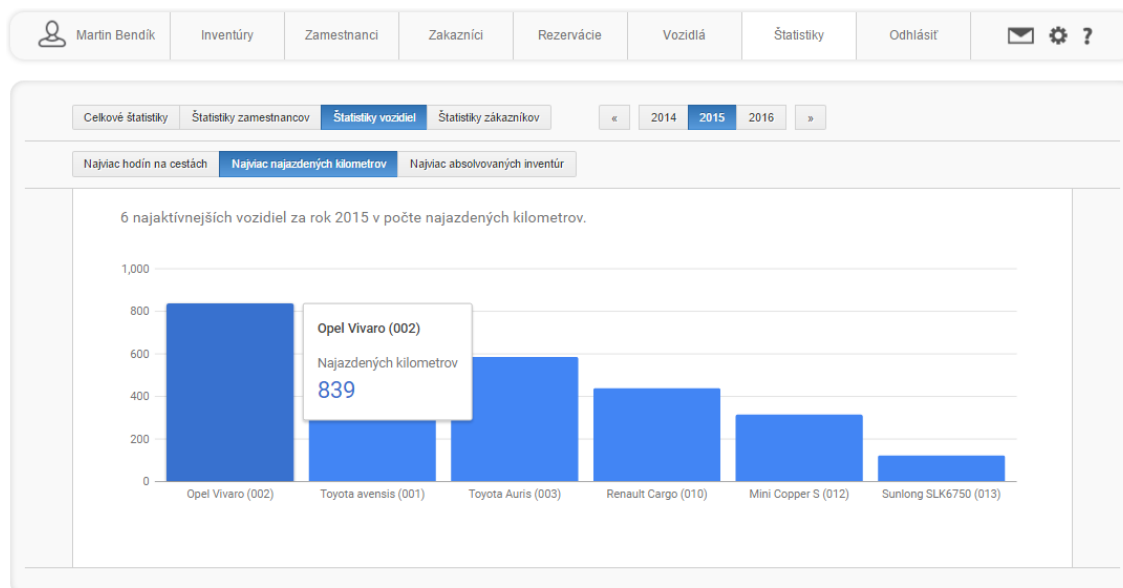 Martin Bendík Inventúry Zamestnanci Zakazníci Rezervácie Vozidlá Štatistiky Odhlásiť ?
Celkové štatistiky Štatistiky zamestnancov Štatistiky vozidiel Štatistiky zákazníkov « 2014 2015 2016 »
Najviac hodín na cestách Najviac najazdených kilometrov Najviac absolvovaných inventúr
6 najaktívnejších vozidiel za rok 2015 v počte najazdených kilometrov.
1,000
800
600
400
200
0
Opel Vivaro (002)
Najazdených kilometrov
839
Opel Vivaro (002) Toyota avensis (001) Toyota Auris (003) Renault Cargo (010) Mini Copper S (012) Sunlong SLK6750 (013)